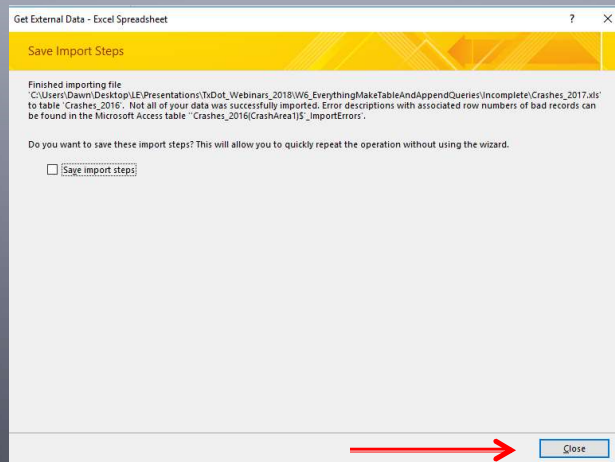 Get External Data - Excel Spreadsheet ? X
Save Import Steps
Finished importing file
'C:\Users\Dawn\Desktop\LE\Presentations\TxDot_Webinars_2018\W6_EverythingMakeTableAndAppendQueries\Incomplete\Crashes_2017.xls'
to table 'Crashes_2016'. Not all of your data was successfully imported. Error descriptions with associated row numbers of bad records can
be found in the Microsoft Access table ''Crashes_2016(CrashArea1)$'_ImportErrors'.
Do you want to save these import steps? This will allow you to quickly repeat the operation without using the wizard.
Save import steps
Close